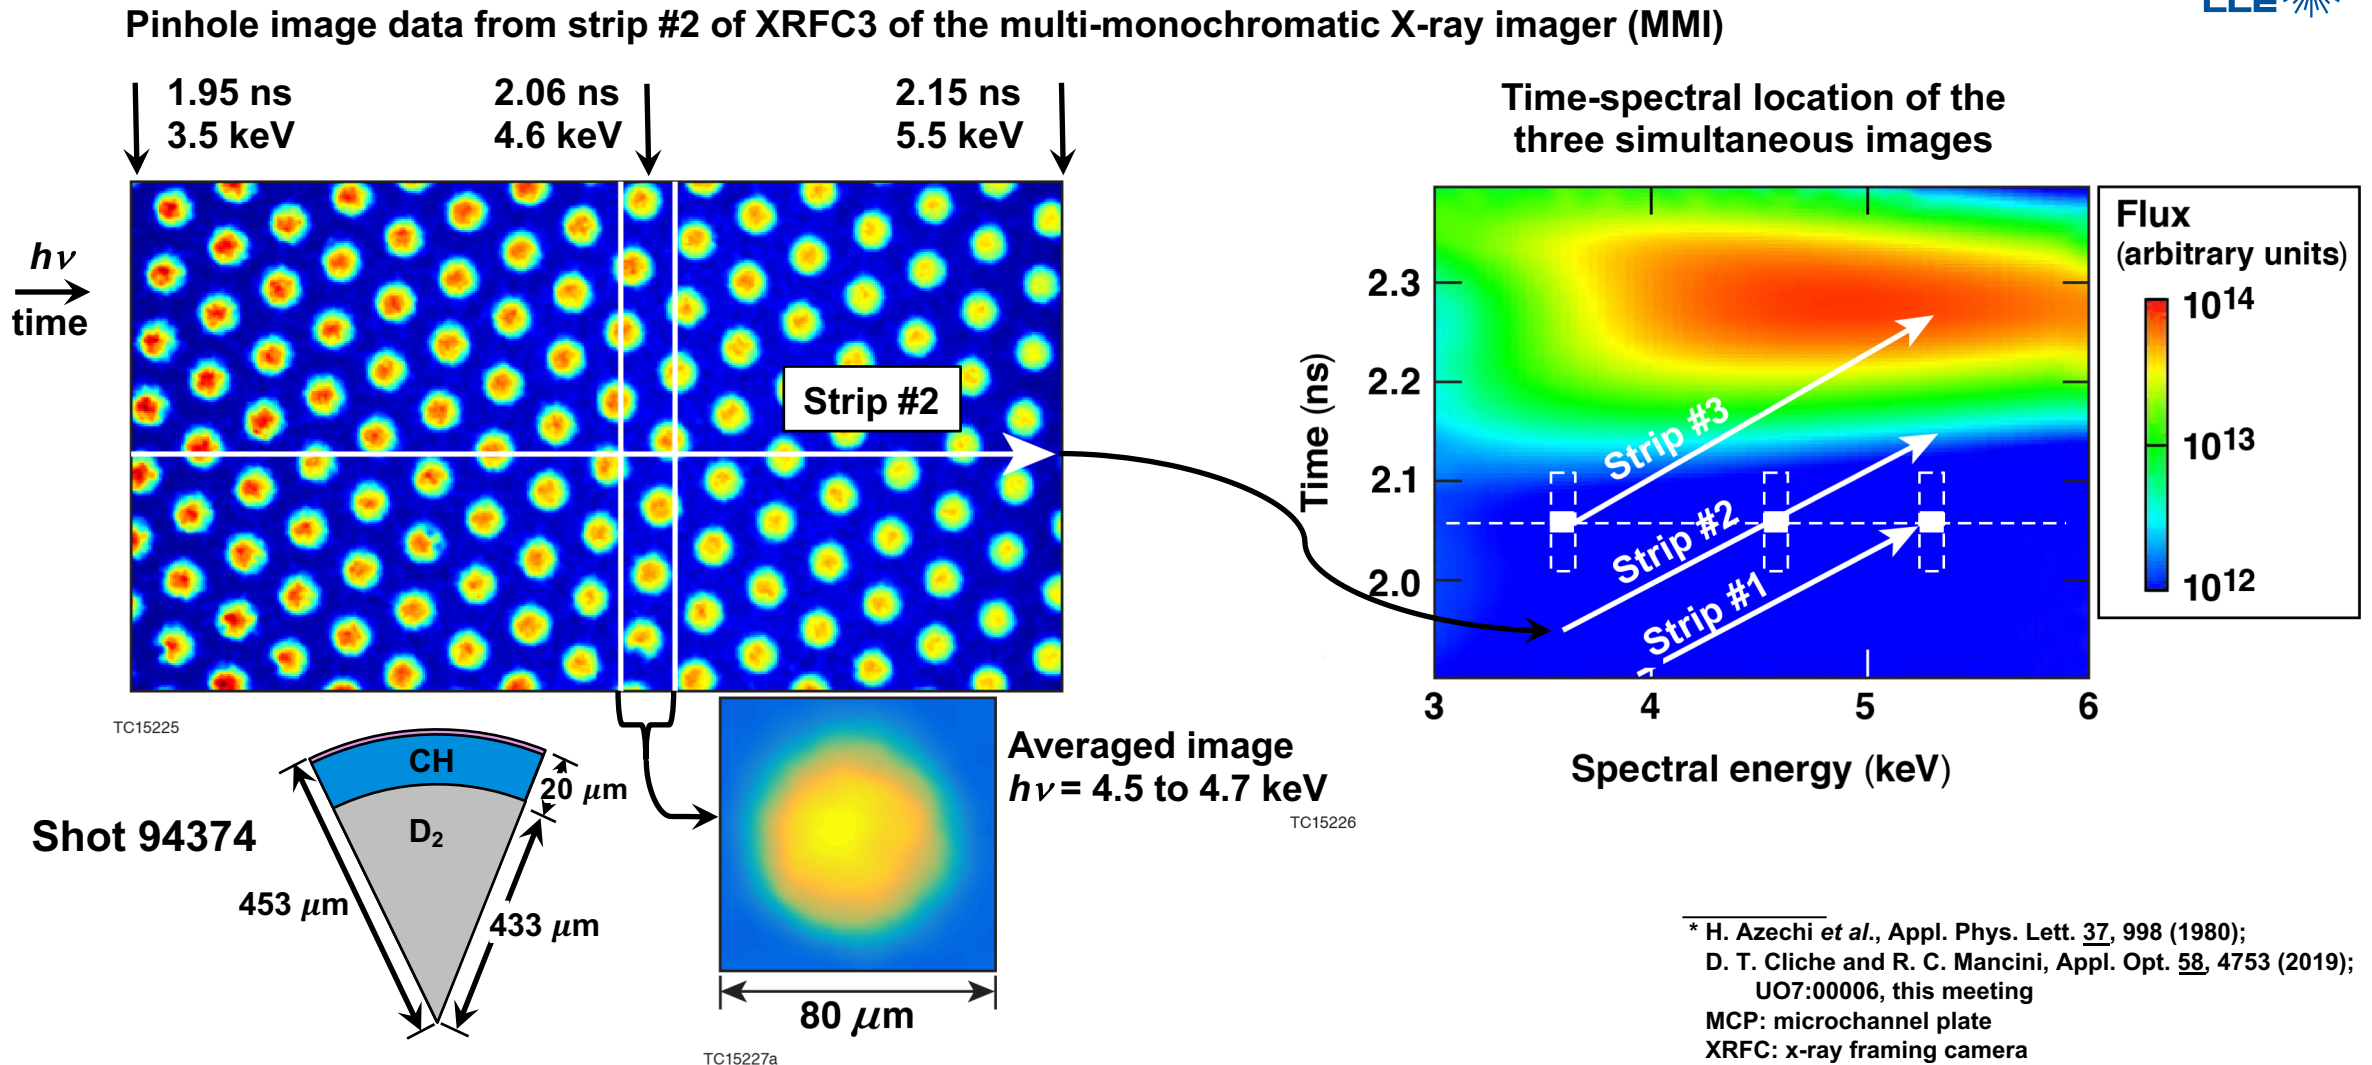 LLE
Pinhole image data from strip #2 of XRFC3 of the multi-monochromatic X-ray imager (MMI)
1.95 ns
3.5 keV
2.06 ns
4.6 keV
2.15 ns
5.5 keV
hν
time
Strip #2
TC15225
Shot 94374
CH
D₂
20 μm
453 μm
433 μm
Averaged image
hν = 4.5 to 4.7 keV
80 μm
TC15227a
Time-spectral location of the
three simultaneous images
Time (ns)
2.3
2.2
2.1
2.0
Strip #3
Strip #2
Strip #1
3
4
5
6
Spectral energy (keV)
TC15226
Flux
(arbitrary units)
10¹⁴
10¹³
10¹²
* H. Azechi et al., Appl. Phys. Lett. 37, 998 (1980);
D. T. Cliche and R. C. Mancini, Appl. Opt. 58, 4753 (2019);
UO7:00006, this meeting
MCP: microchannel plate
XRFC: x-ray framing camera